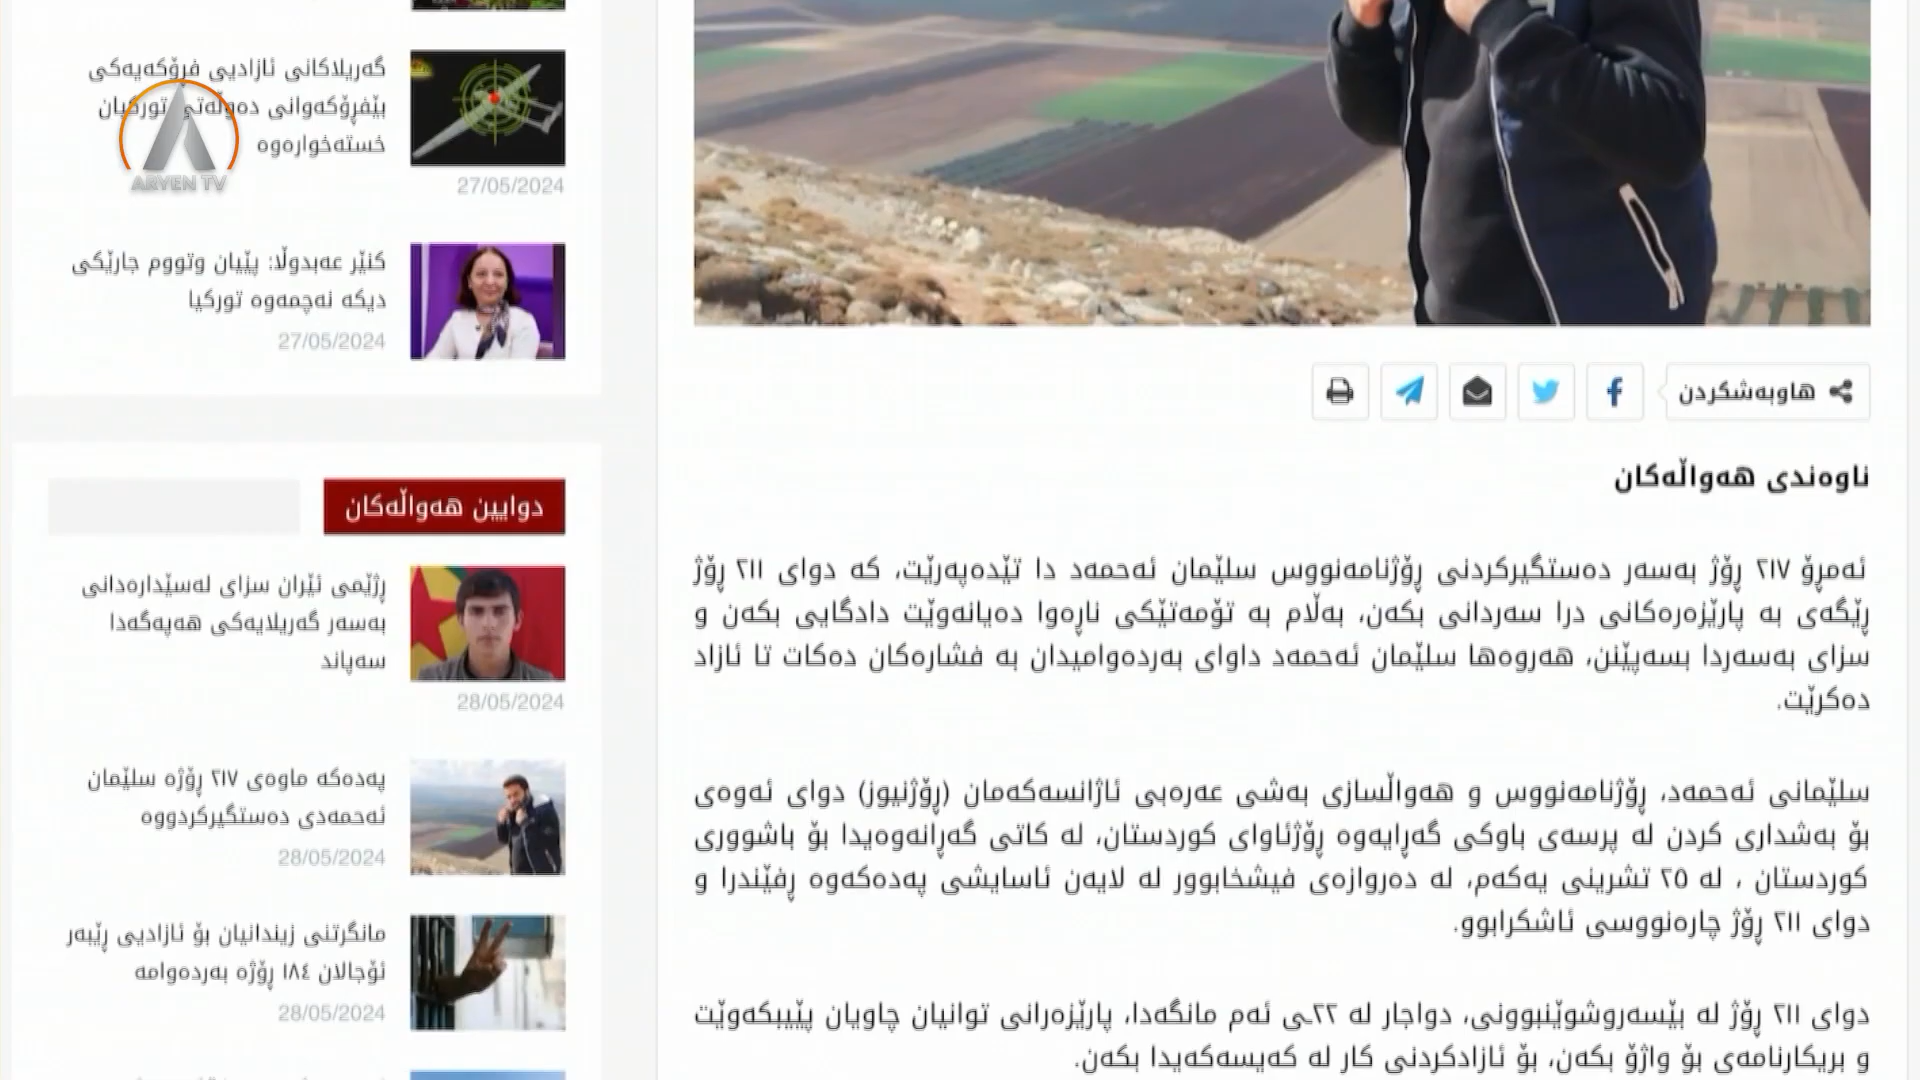 گەریلاکانی ئازادیی فڕۆکەیەکی
بێفڕۆکەوانی دەوڵەتی تورکیان
خستەخوارەوە
27/05/2024
ARYEN TV
کنێر عەبدوڵا: پێیان وتووم جارێکی
دیکە نەچمەوە تورکیا
27/05/2024
دوایین هەواڵەکان
ڕژێمی ئێران سزای لەسێدارەدانی
بەسەر گەریلایەکی هەپەگەدا
سەپاند
28/05/2024
پەدەکە ماوەی ٢١٧ ڕۆژە سلێمان
ئەحمەدی دەستگیرکردووە
28/05/2024
مانگرتنی زیندانیان بۆ ئازادیی ڕێبەر
ئۆجالان ١٨٤ ڕۆژە بەردەوامە
28/05/2024
هاوبەشکردن
ناوەندی هەواڵەکان
ئەمڕۆ ٢١٧ ڕۆژ بەسەر دەستگیرکردنی ڕۆژنامەنووس سلێمان ئەحمەد دا تێدەپەڕێت، کە دوای ٢١١ ڕۆژ
ڕێگەی بە پارێزەرەکانی درا سەردانی بکەن، بەڵام بە تۆمەتێکی ناڕەوا دەیانەوێت دادگایی بکەن و
سزای بەسەردا بسەپێنن، هەروەها سلێمان ئەحمەد داوای بەردەوامیدان بە فشارەکان دەکات تا ئازاد
دەکرێت.
سلێمانی ئەحمەد، ڕۆژنامەنووس و هەواڵسازی بەشی عەرەبی ئاژانسەکەمان (ڕۆژنیوز) دوای ئەوەی
بۆ بەشداری کردن لە پرسەی باوکی گەڕایەوە ڕۆژئاوای کوردستان، لە کاتی گەڕانەوەیدا بۆ باشووری
کوردستان ، لە ٢٥ تشرینی یەکەم، لە دەروازەی فیشخابوور لە لایەن ئاسایشی پەدەکەوە ڕفێندرا و
دوای ٢١١ ڕۆژ چارەنووسی ئاشکرابوو.
دوای ٢١١ ڕۆژ لە بێسەروشوێنبوونی، دواجار لە ٢٢ـی ئەم مانگەدا، پارێزەرانی توانیان چاویان پێیبکەوێت
و بریکارنامەی بۆ واژۆ بکەن، بۆ ئازادکردنی کار لە کەیسەکەیدا بکەن.